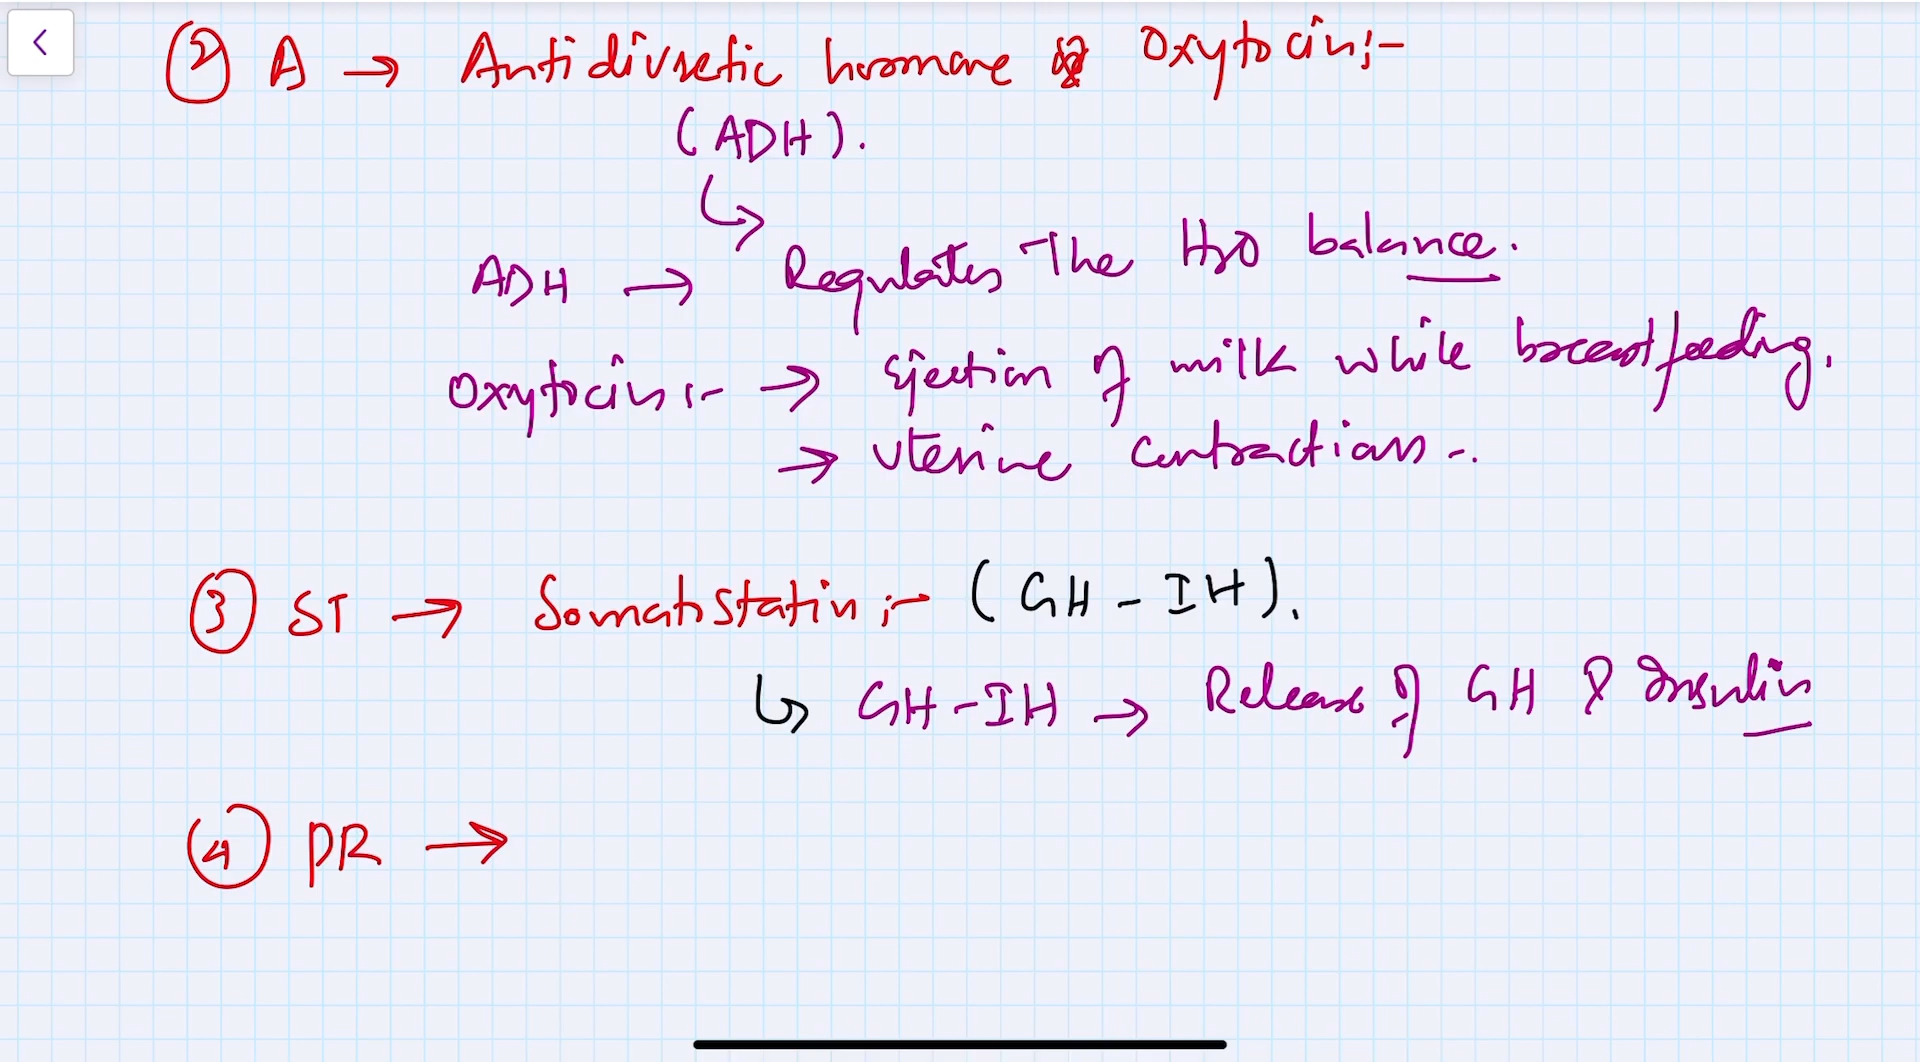 ② A → Antidiuretic hormone & Oxytocin:-
(ADH).
ADH → Regulates The H2O balance.
Oxytocin:- → Ejection of milk while breastfeeding.
→ Uterine contractions -.
③ ST → Somatostatin:- (GH-IH).
↳ GH-IH → Release of GH & Insulin
④ PR →